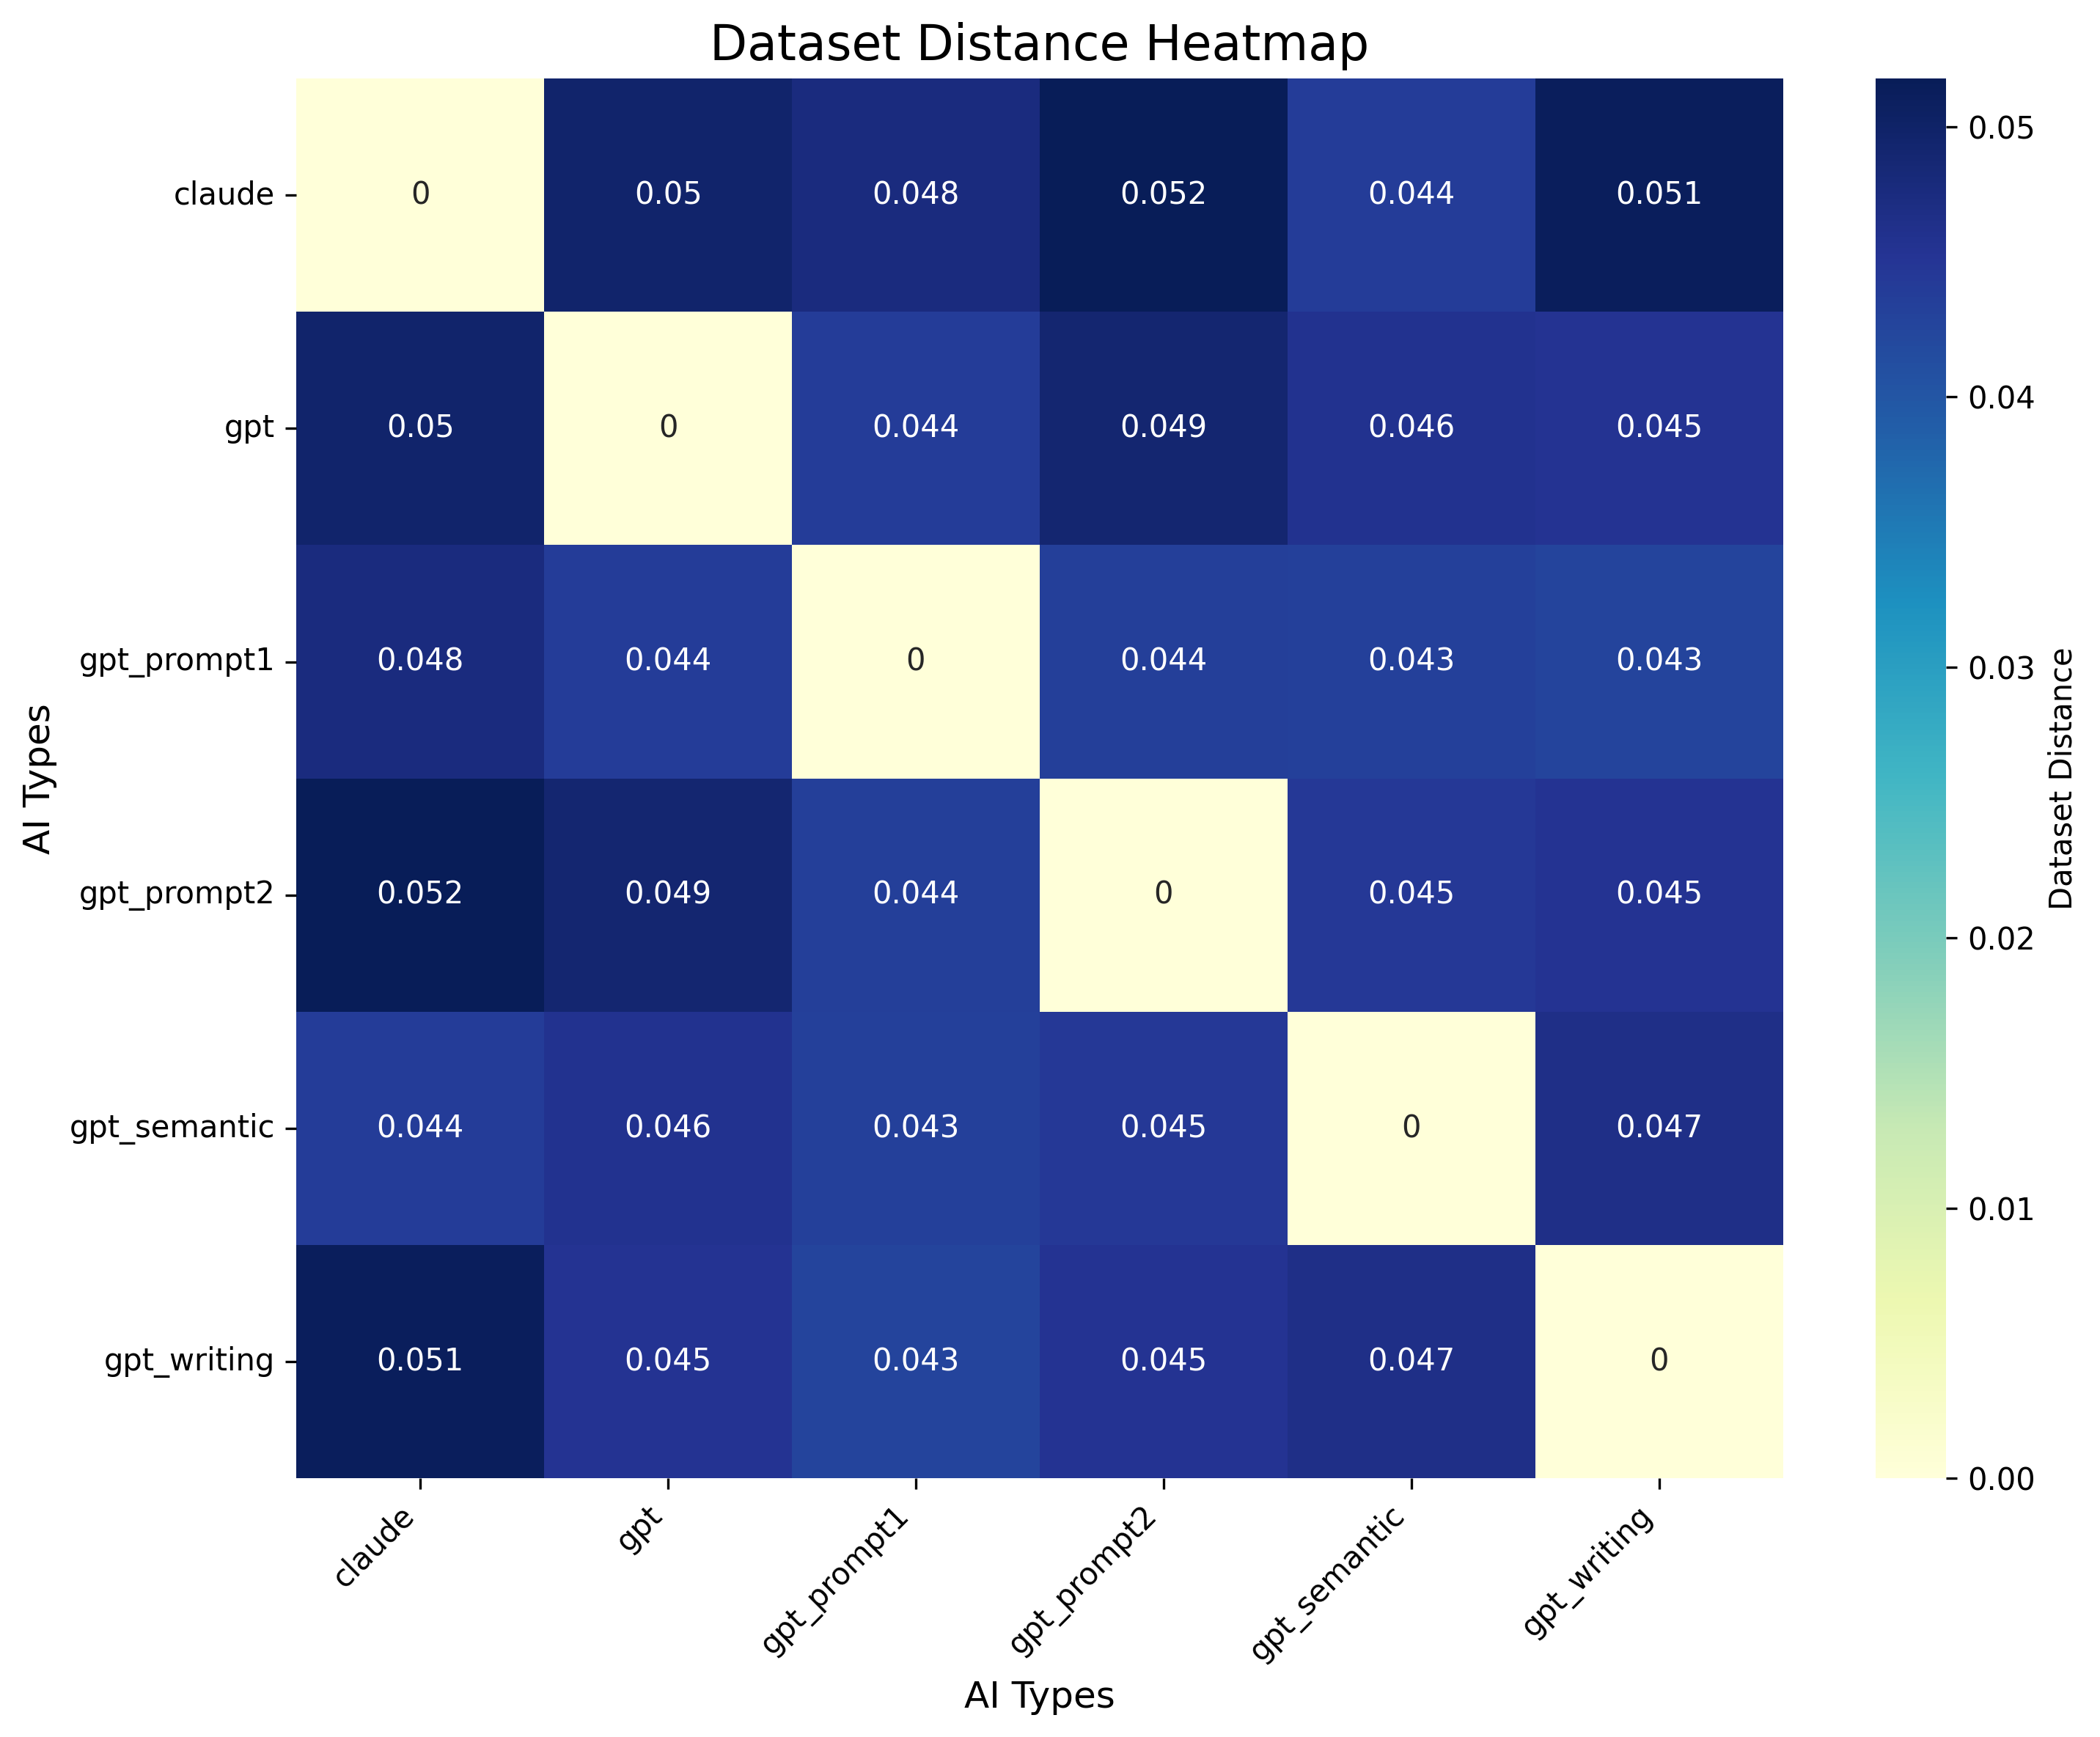 Dataset Distance Heatmap
claude 0 0.05 0.048 0.052 0.044 0.051
gpt 0.05 0 0.044 0.049 0.046 0.045
gpt_prompt1 0.048 0.044 0 0.044 0.043 0.043
gpt_prompt2 0.052 0.049 0.044 0 0.045 0.045
gpt_semantic 0.044 0.046 0.043 0.045 0 0.047
gpt_writing 0.051 0.045 0.043 0.045 0.047 0
claude gpt gpt_prompt1 gpt_prompt2 gpt_semantic gpt_writing
AI Types
AI Types
0.05
0.04
0.03
0.02
0.01
0.00
Dataset Distance